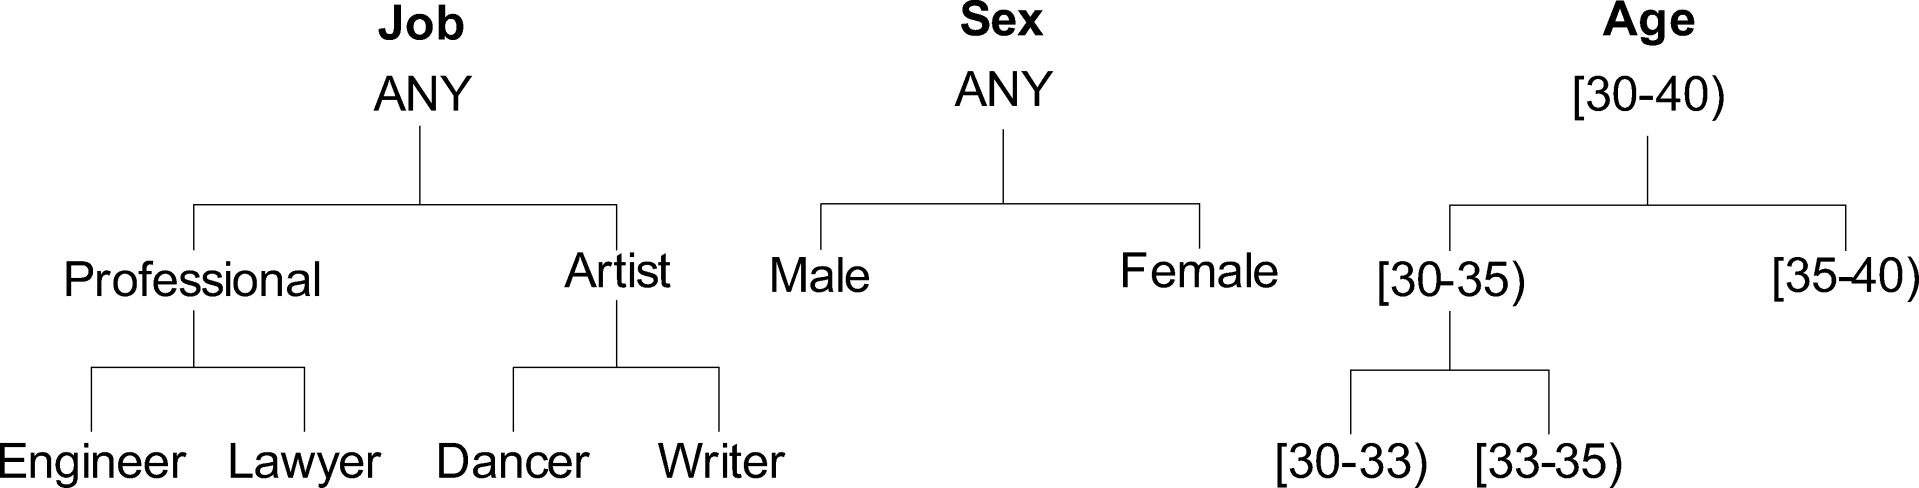 Job
Sex
Age
ANY
ANY
[30-40)
Professional
Artist
Male
Female
[30-35)
[35-40)
Engineer
Lawyer
Dancer
Writer
[30-33)
[33-35)